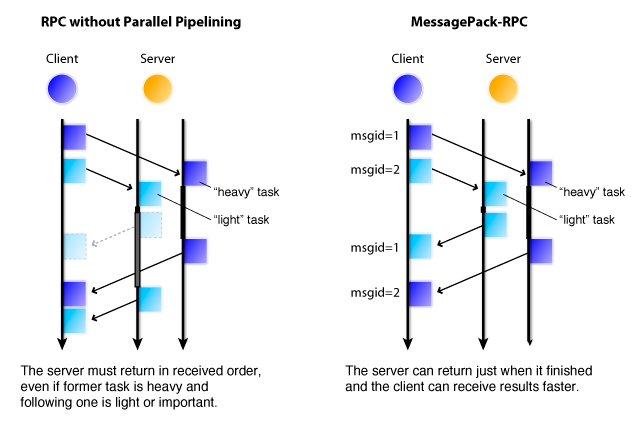 RPC without Parallel Pipelining
Client
Server
"heavy" task
"light" task
The server must return in received order,
even if former task is heavy and
following one is light or important.
MessagePack-RPC
Client
Server
msgid=1
msgid=2
"heavy" task
"light" task
msgid=1
msgid=2
The server can return just when it finished
and the client can receive results faster.